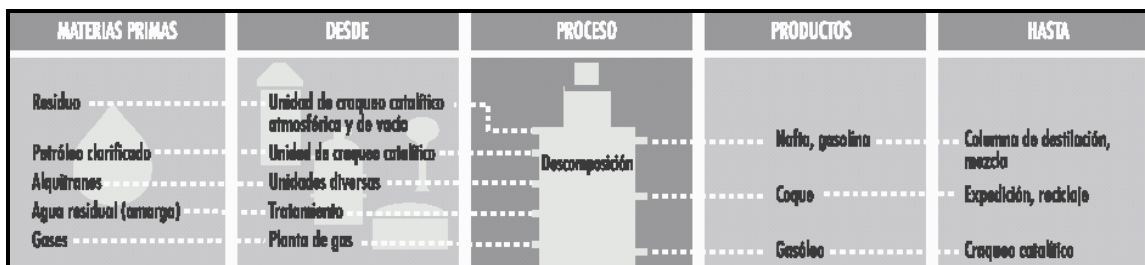 MATERIAS PRIMAS DESDE PROCESO PRODUCTOS HASTA
Residuo Unidad de craqueo catalítico
atmosférica y de vacío
Petróleo clarificado Unidad de craqueo catalítico
Alquitranes Unidades diversas
Agua residual (amarga) Tratamiento
Gases Planta de gas
Descomposición
Nafta, gasolina Columna de destilación,
mezcla
Coque Expedición, reciclaje
Gasóleo Craqueo catalítico